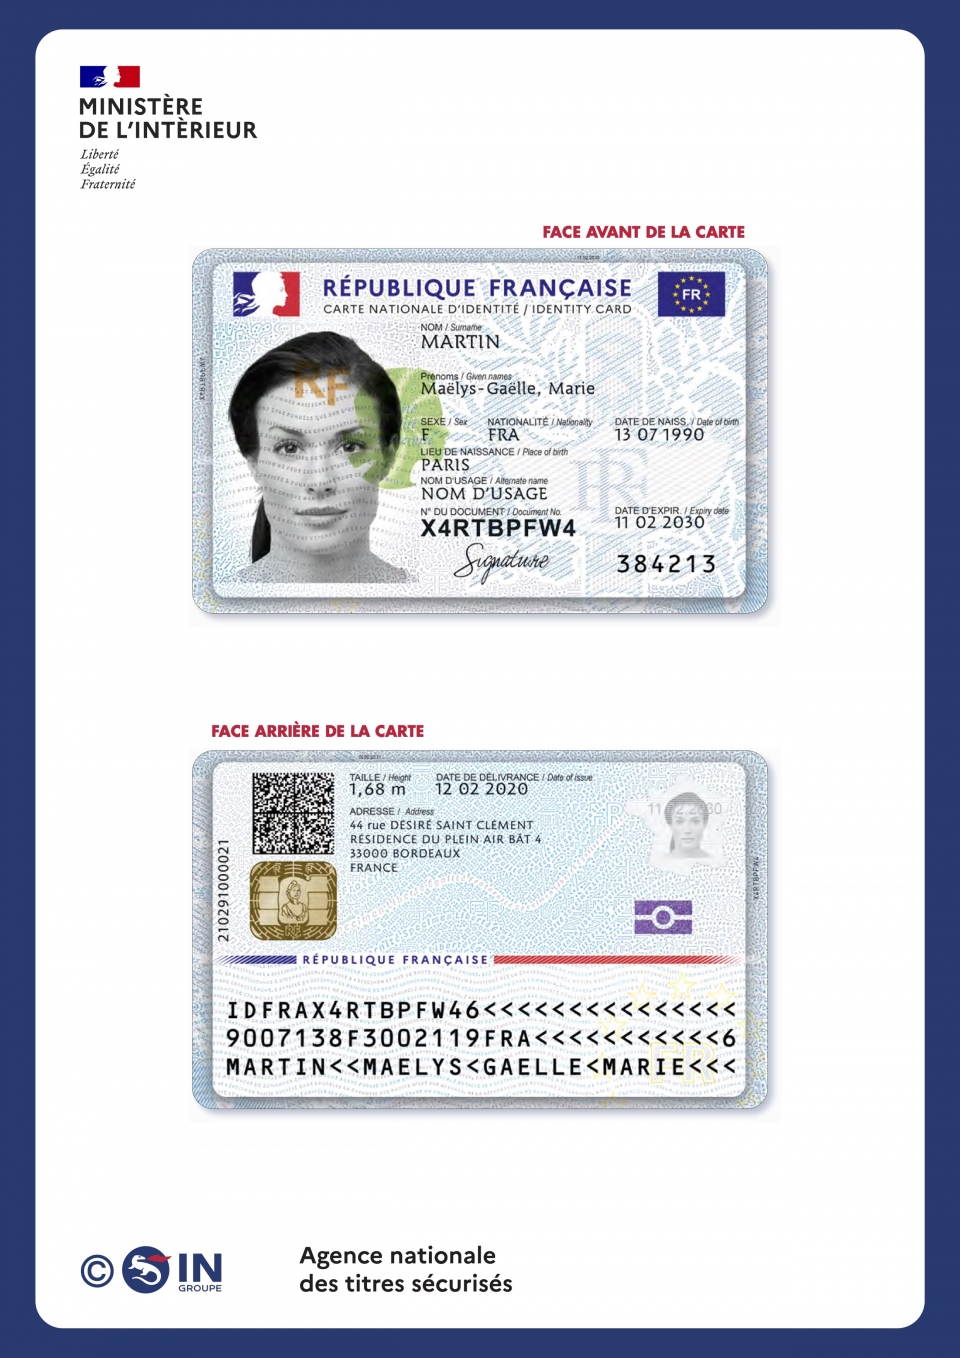 MINISTÈRE
DE L'INTÈRIEUR
Liberté
Égalité
Fraternité
FACE AVANT DE LA CARTE
RÉPUBLIQUE FRANÇAISE
FR
CARTE NATIONALE D'IDENTITÉ / IDENTITY CARD
NOM / Surname
MARTIN
RF
Prénoms / Given names
Maëlys-Gaëlle, Marie
SEXE / Sex NATIONALITÉ / Nationality DATE DE NAISS. / Date of birth
F FRA 13 07 1990
LIEU DE NAISSANCE / Place of birth
PARIS
NOM D'USAGE / Alternate name
NOM D'USAGE
RF
N° DU DOCUMENT / Document No. DATE D'EXPIR. / Expiry date
X4RTBPFW4 11 02 2030
Signature 384213
FACE ARRIÈRE DE LA CARTE
TAILLE / Height DATE DE DÉLIVRANCE / Date of issue
1,68 m 12 02 2020
ADRESSE / Address
44 rue DÉSIRÉ SAINT CLÉMENT
RÉSIDENCE DU PLEIN AIR BÂT 4
33000 BORDEAUX
FRANCE
210291000021
X4RTBPFW4
RÉPUBLIQUE FRANÇAISE
IDFRAX4RTBPFW46<<<<<<<<<<<<<<<
9007138F3002119FRA<<<<<<<<<<<6
MARTIN<<MAELYS<GAELLE<MARIE<<<
© IN
GROUPE
Agence nationale
des titres sécurisés